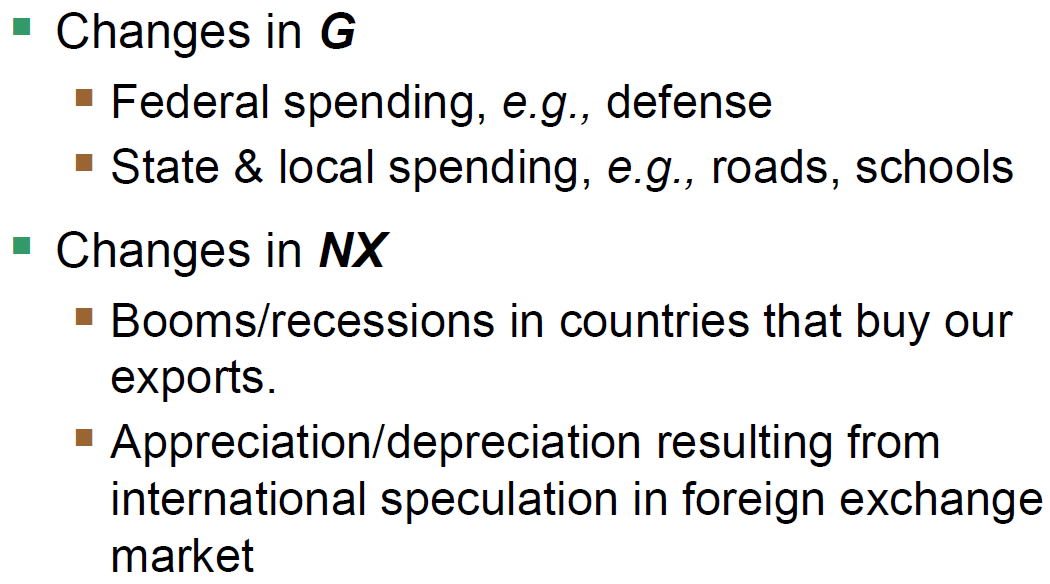 Changes in G
Federal spending, e.g., defense
State & local spending, e.g., roads, schools
Changes in NX
Booms/recessions in countries that buy our
exports.
Appreciation/depreciation resulting from
international speculation in foreign exchange
market